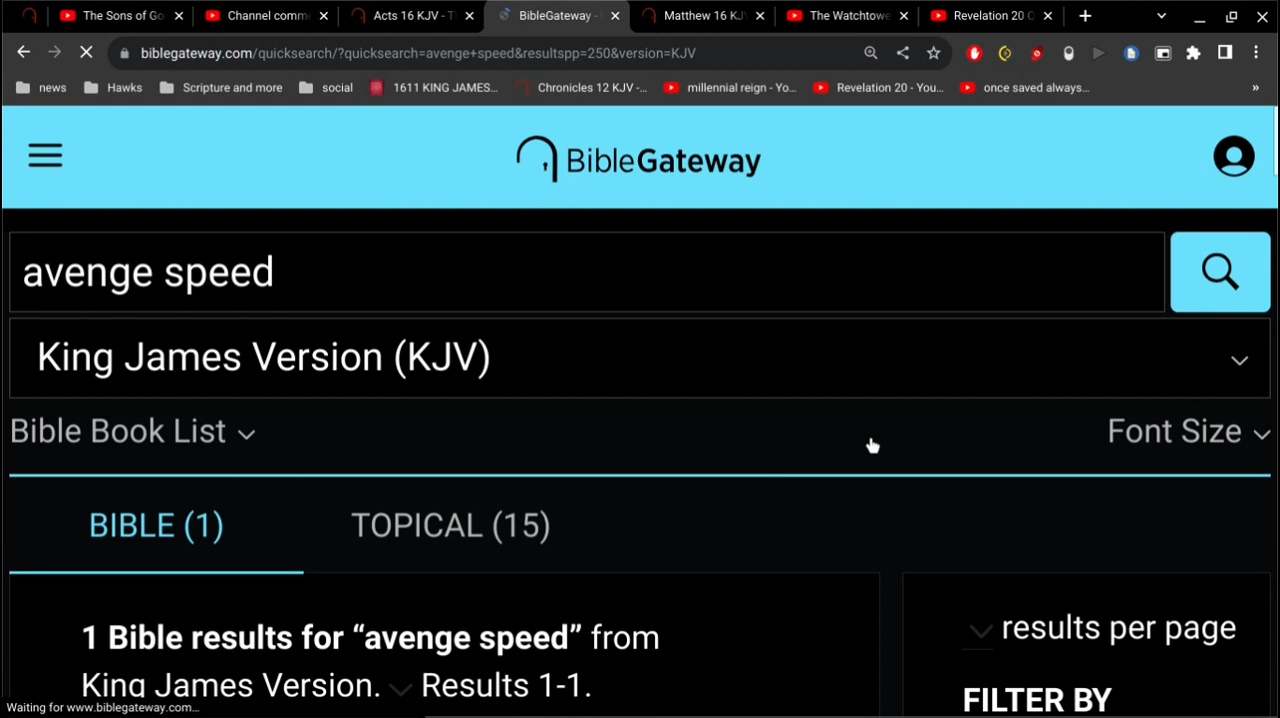 The Sons of Go
Channel comm
Acts 16 KJV - T
BibleGateway -
Matthew 16 KJ
The Watchtowe
Revelation 20 Q
biblegateway.com/quicksearch/?quicksearch=avenge+speed&resultspp=250&version=KJV
news
Hawks
Scripture and more
social
1611 KING JAMES...
Chronicles 12 KJV -...
millennial reign - Yo...
Revelation 20 - You...
once saved always...
»
BibleGateway
avenge speed
King James Version (KJV)
Bible Book List
Font Size
BIBLE (1)
TOPICAL (15)
1 Bible results for “avenge speed” from
King James Version. Results 1-1.
results per page
FILTER BY
Waiting for www.biblegateway.com...